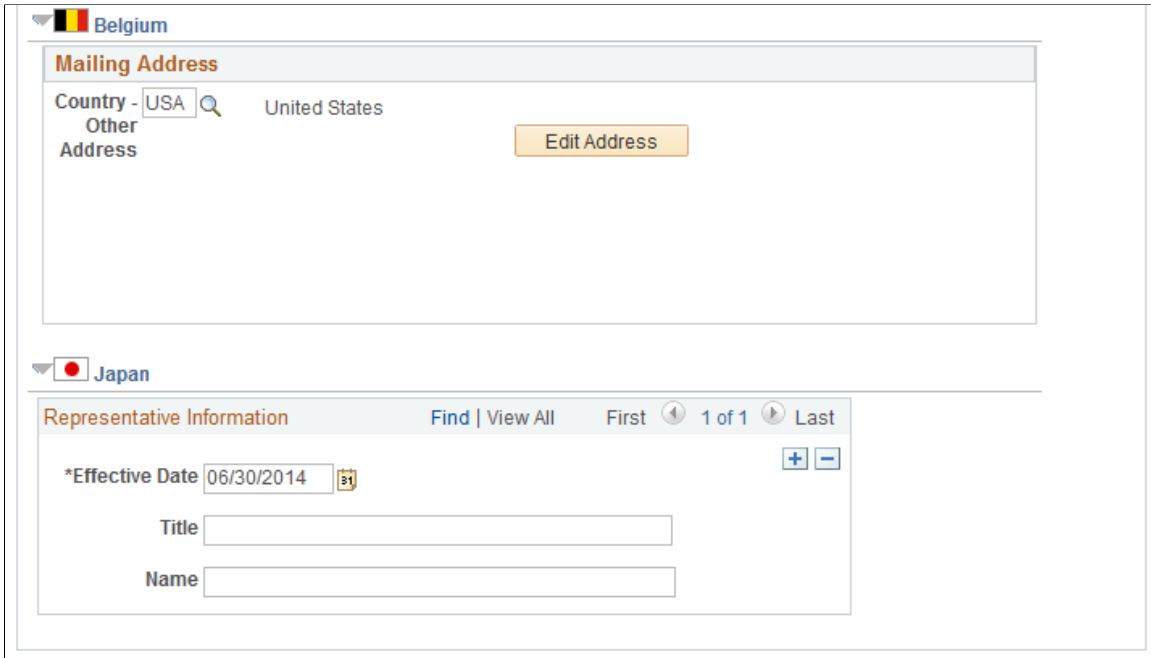 Belgium
Mailing Address
Country - USA United States
Other
Address
Edit Address
Japan
Representative Information Find | View All First 1 of 1 Last
*Effective Date 06/30/2014 31
Title
Name